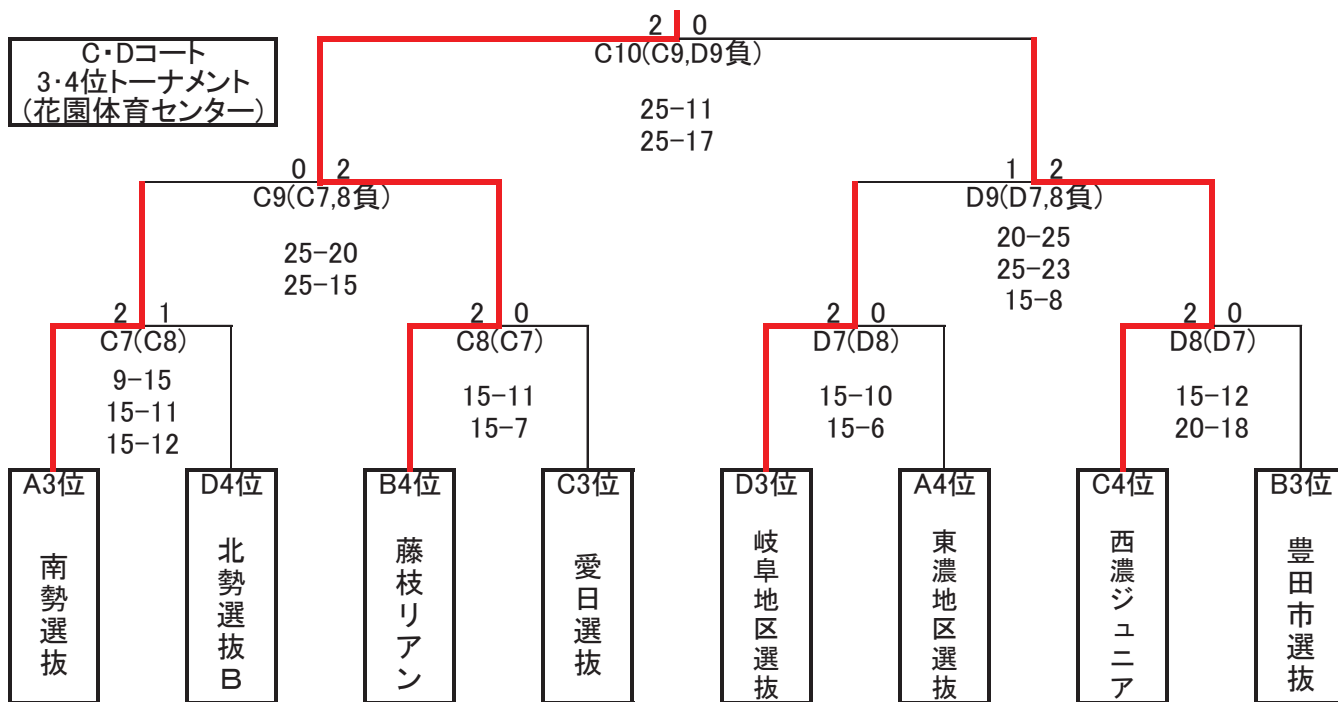 C・Dコート
3・4位トーナメント
(花園体育センター)
2 0
C10(C9,D9負)
25-11
25-17
0 2
C9(C7,8負)
25-20
25-15
1 2
D9(D7,8負)
20-25
25-23
15-8
2 1
C7(C8)
9-15
15-11
15-12
2 0
C8(C7)
15-11
15-7
2 0
D7(D8)
15-10
15-6
2 0
D8(D7)
15-12
20-18
A3位
南勢選抜
D4位
北勢選抜B
B4位
藤枝リアン
C3位
愛日選抜
D3位
岐阜地区選抜
A4位
東濃地区選抜
C4位
西濃ジュニア
B3位
豊田市選抜